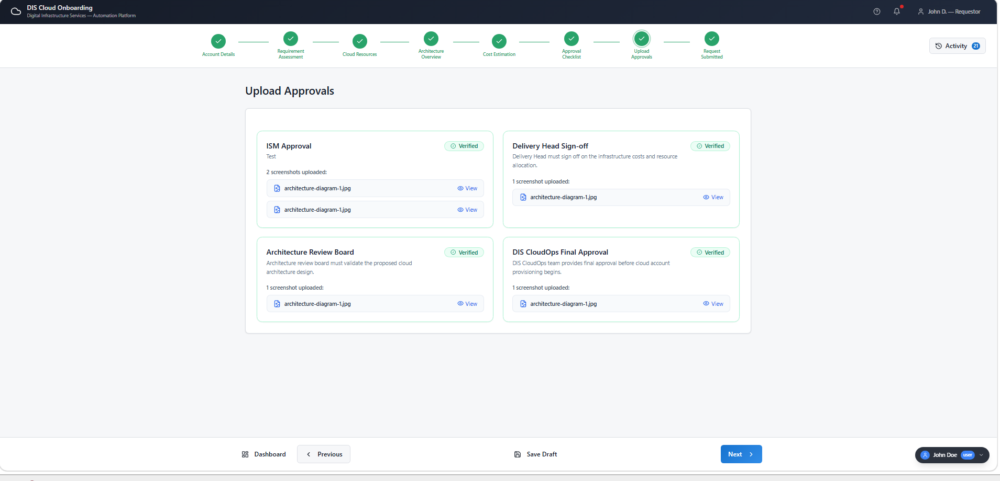 DIS Cloud Onboarding
Digital Infrastructure Services — Automation Platform
John D. — Requestor
Account Details
Requirement
Assessment
Cloud Resources
Architecture
Overview
Cost Estimation
Approval
Checklist
Upload
Approvals
Request
Submitted
Activity 21
Upload Approvals
ISM Approval
Verified
Test
2 screenshots uploaded:
architecture-diagram-1.jpg View
architecture-diagram-1.jpg View
Delivery Head Sign-off
Verified
Delivery Head must sign off on the infrastructure costs and resource
allocation.
1 screenshot uploaded:
architecture-diagram-1.jpg View
Architecture Review Board
Verified
Architecture review board must validate the proposed cloud
architecture design.
1 screenshot uploaded:
architecture-diagram-1.jpg View
DIS CloudOps Final Approval
Verified
DIS CloudOps team provides final approval before cloud account
provisioning begins.
1 screenshot uploaded:
architecture-diagram-1.jpg View
Dashboard
Previous
Save Draft
Next
John Doe user